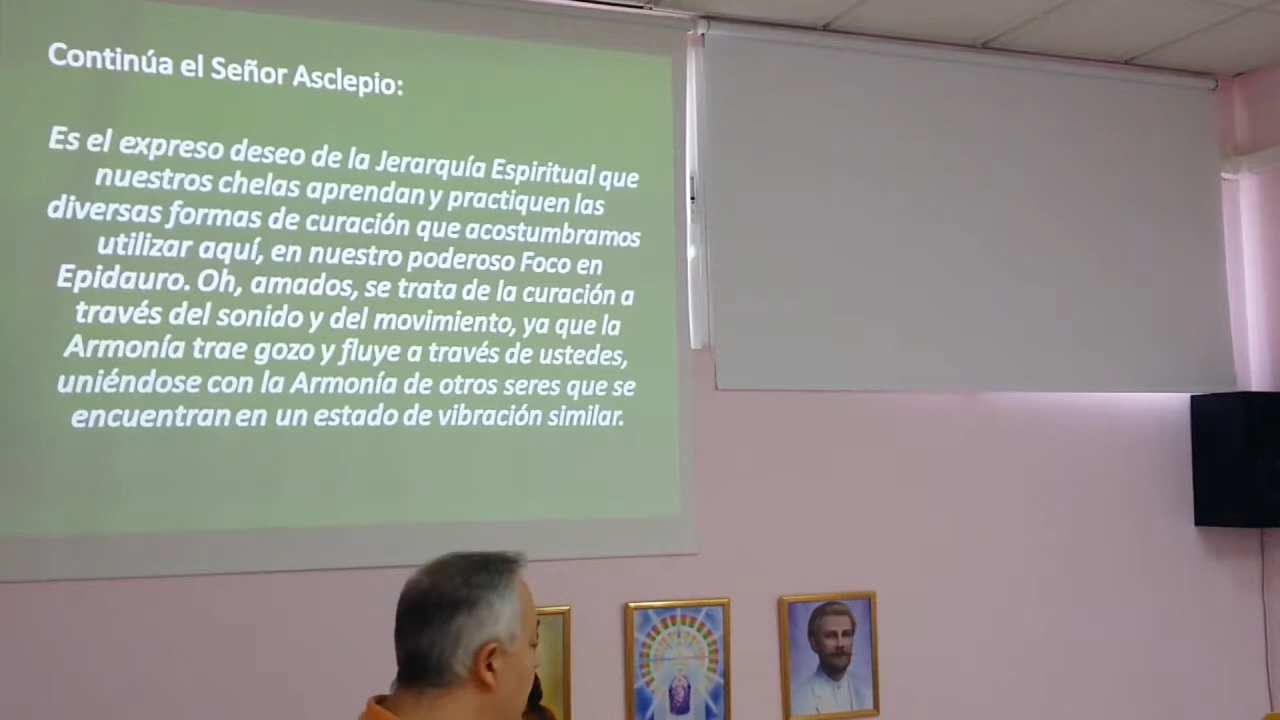 Continúa el Señor Asclepio:
Es el expreso deseo de la Jerarquía Espiritual que
nuestros chelas aprendan y practiquen las
diversas formas de curación que acostumbramos
utilizar aquí, en nuestro poderoso Foco en
Epidauro. Oh, amados, se trata de la curación a
través del sonido y del movimiento, ya que la
Armonía trae gozo y fluye a través de ustedes,
uniéndose con la Armonía de otros seres que se
encuentran en un estado de vibración similar.